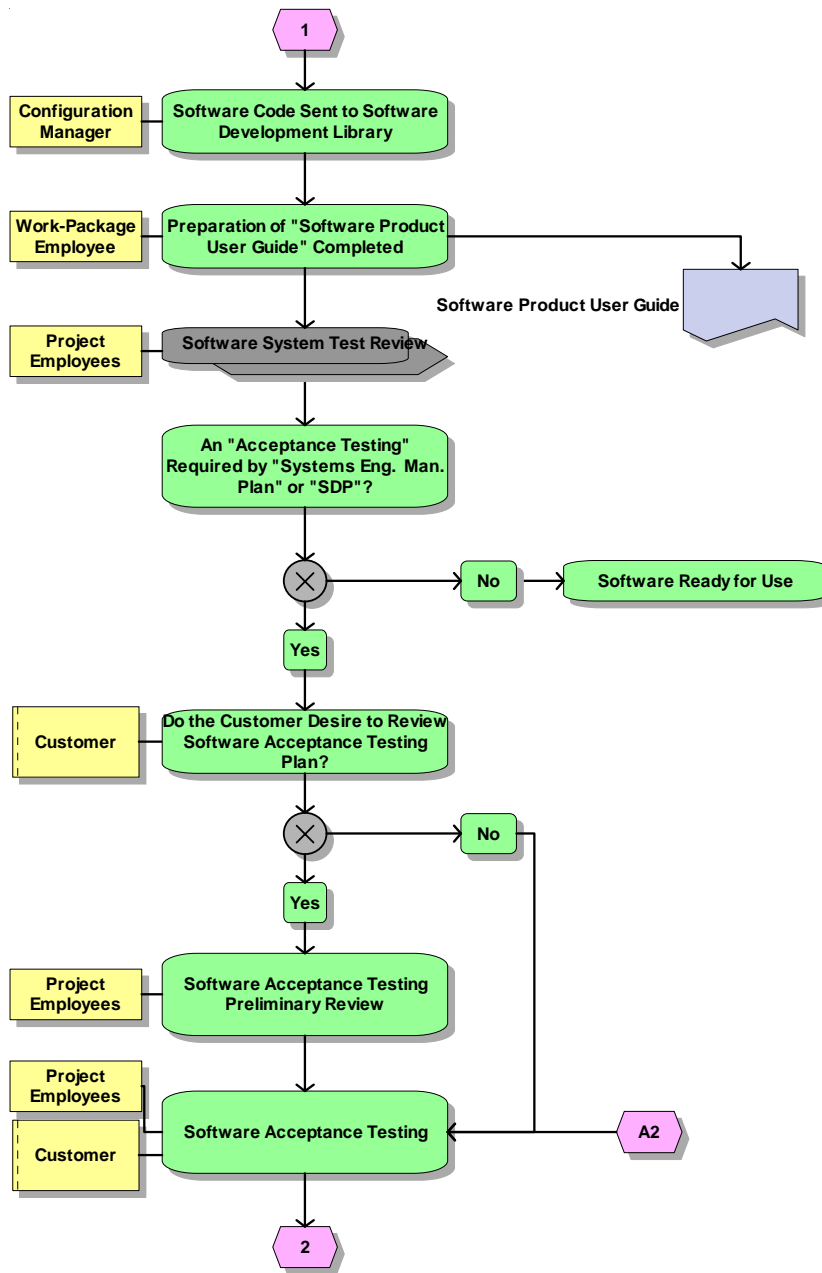 1
Configuration
Manager
Software Code Sent to Software
Development Library
Work-Package
Employee
Preparation of "Software Product
User Guide" Completed
Software Product User Guide
Project
Employees
Software System Test Review
An "Acceptance Testing"
Required by "Systems Eng. Man.
Plan" or "SDP"?
No
Software Ready for Use
Yes
Customer
Do the Customer Desire to Review
Software Acceptance Testing
Plan?
No
Yes
Project
Employees
Software Acceptance Testing
Preliminary Review
Project
Employees
Customer
Software Acceptance Testing
A2
2